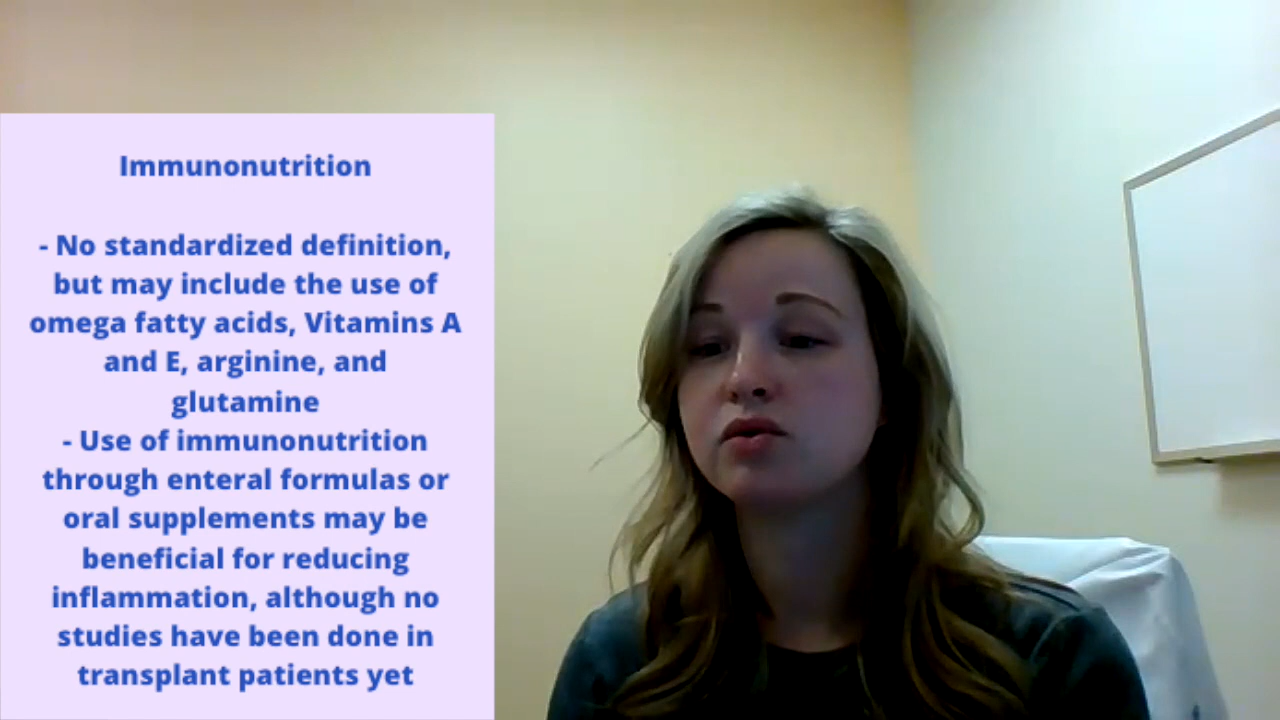 Immunonutrition
- No standardized definition,
but may include the use of
omega fatty acids, Vitamins A
and E, arginine, and
glutamine
- Use of immunonutrition
through enteral formulas or
oral supplements may be
beneficial for reducing
inflammation, although no
studies have been done in
transplant patients yet